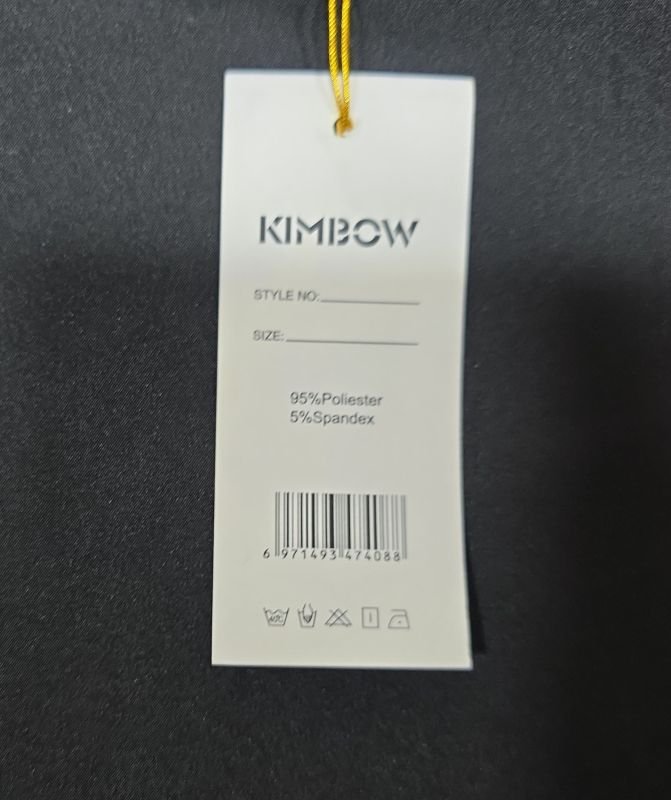 KIMBOW
STYLE NO:
SIZE:
95%Poliester
5%Spandex
6 971493 474088